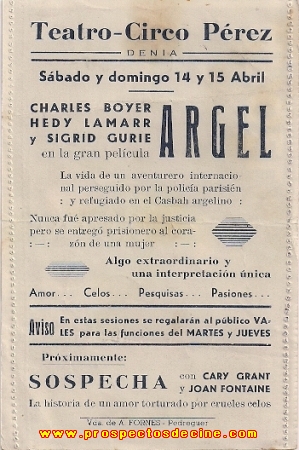 Teatro-Circo Pérez
DENIA
Sábado y domingo 14 y 15 Abril
CHARLES BOYER
HEDY LAMARR
y SIGRID GURIE
en la gran película
ARGEL
La vida de un aventurero internacio
nal perseguido por la policía parisién
: y refugiado en el Casbah argelino :
Nunca fué apresado por la justicia
pero se entregó prisionero al cora-
:—: zón de una mujer :—:
Algo extraordinario y
una interpretación única
Amor... Celos... Pesquisas... Pasiones...
Aviso En estas sesiones se regalarán al público VA-
LES para las funciones del MARTES y JUEVES
Próximamente:
SOSPECHA con CARY GRANT
y JOAN FONTAINE
La historia de un amor torturado por crueles celos
Vda. de A. FORNES - Pedreguer
www.prospectosdecine.com